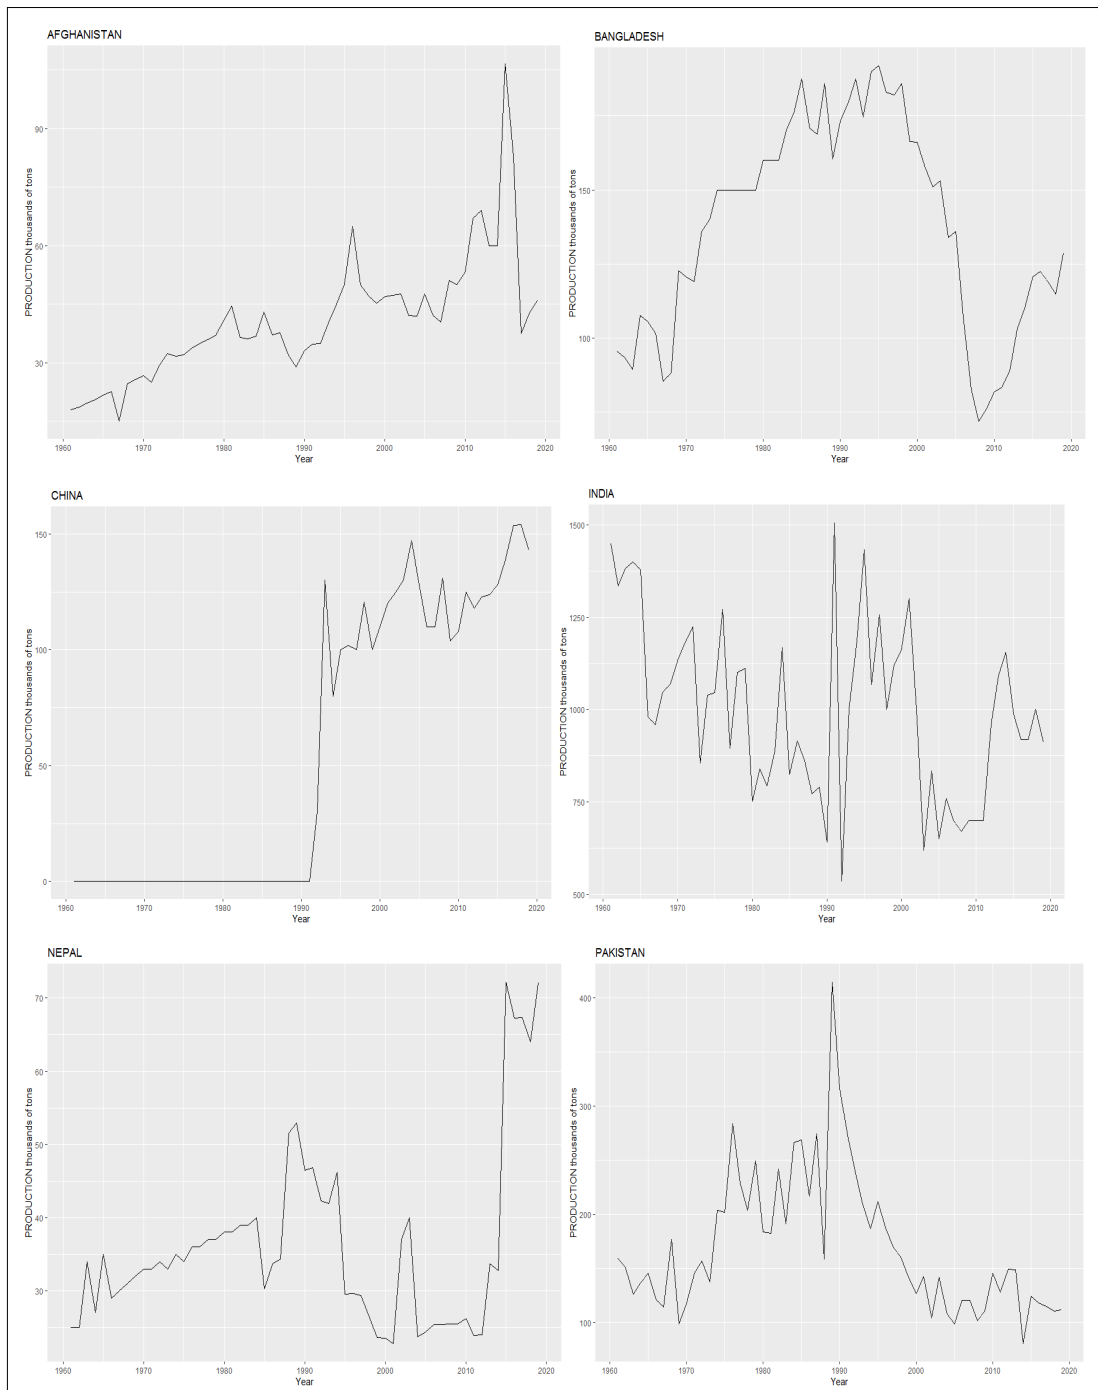 AFGHANISTAN
PRODUCTION thousands of tons
90
60
30
1960 1970 1980 1990 2000 2010 2020
Year
BANGLADESH
PRODUCTION thousands of tons
150
100
1960 1970 1980 1990 2000 2010 2020
Year
CHINA
PRODUCTION thousands of tons
150
100
50
0
1960 1970 1980 1990 2000 2010 2020
Year
INDIA
PRODUCTION thousands of tons
1500
1250
1000
750
500
1960 1970 1980 1990 2000 2010 2020
Year
NEPAL
PRODUCTION thousands of tons
70
60
50
40
30
1960 1970 1980 1990 2000 2010 2020
Year
PAKISTAN
PRODUCTION thousands of tons
400
300
200
100
1960 1970 1980 1990 2000 2010 2020
Year